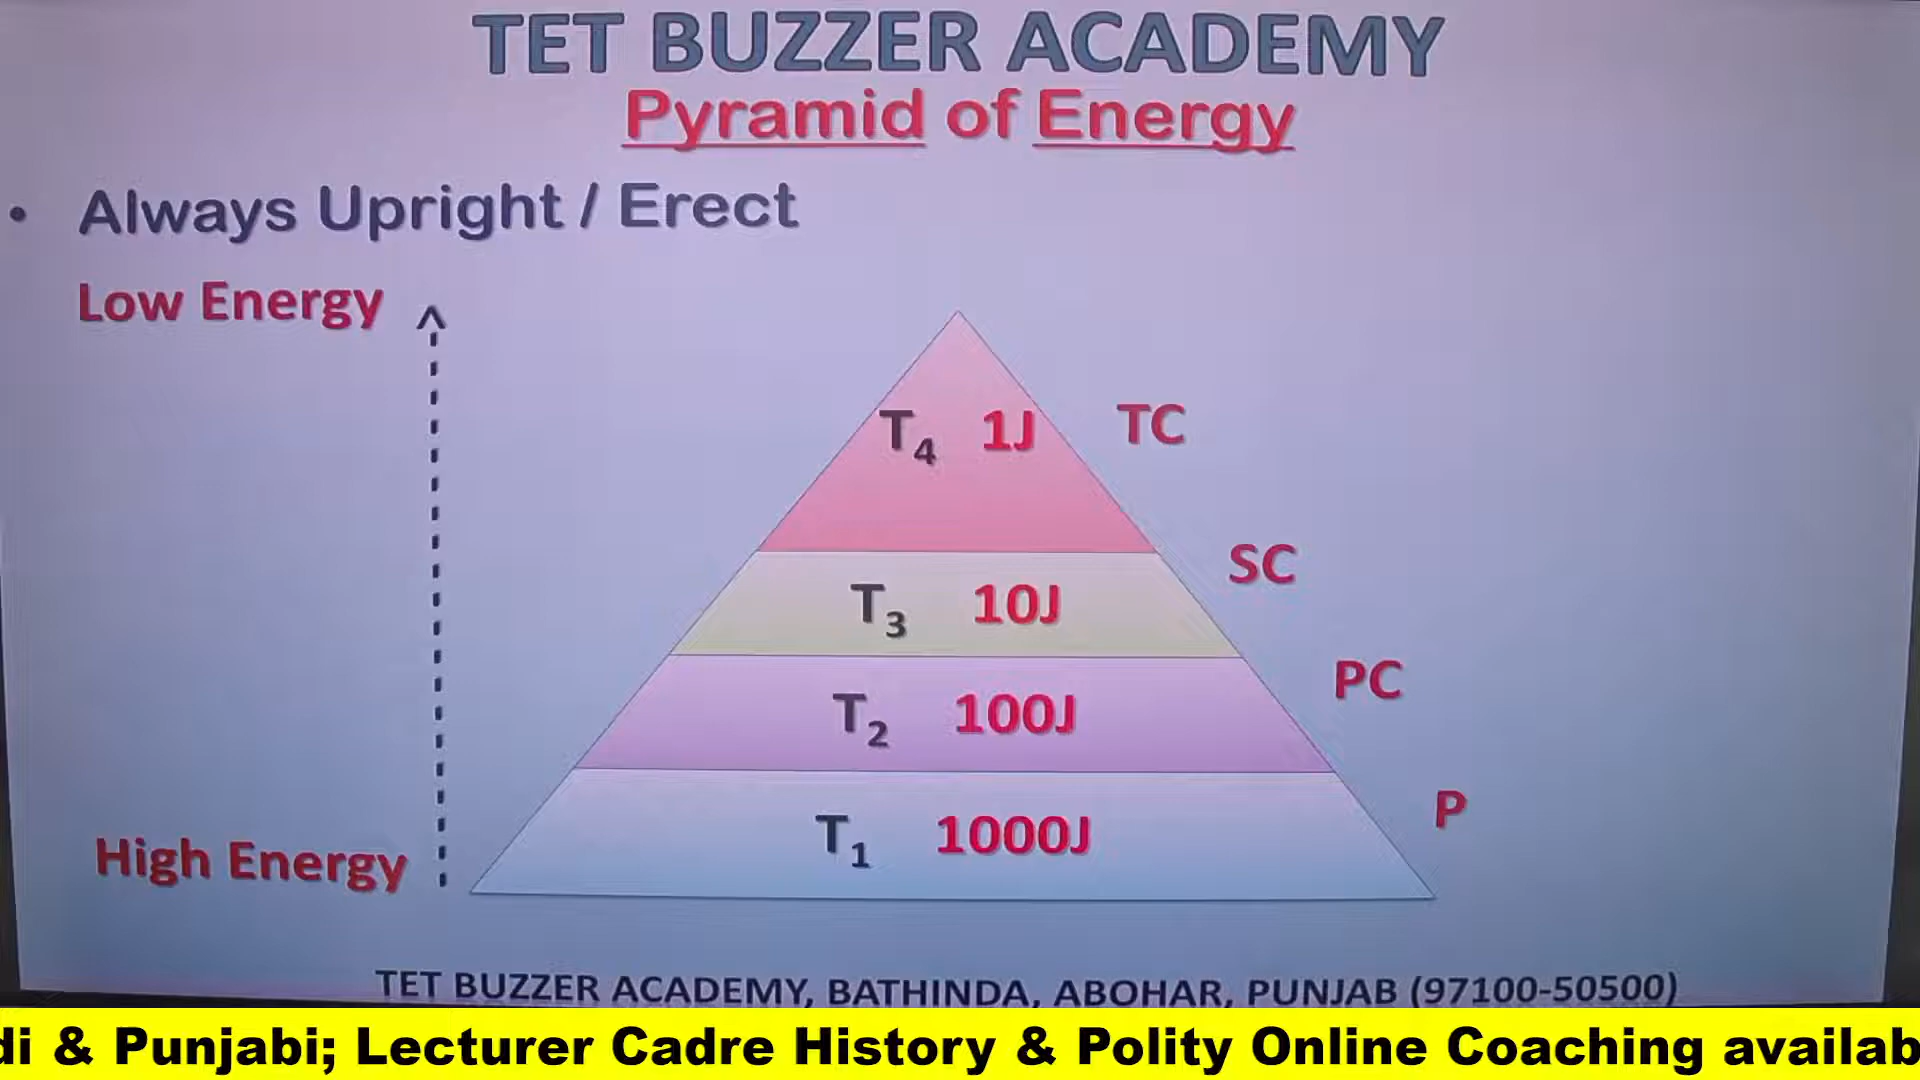 TET BUZZER ACADEMY
Pyramid of Energy
• Always Upright / Erect
Low Energy
T4 1J TC
SC
T3 10J
PC
T2 100J
P
T1 1000J
High Energy
TET BUZZER ACADEMY, BATHINDA, ABOHAR, PUNJAB (97100-50500)
di & Punjabi; Lecturer Cadre History & Polity Online Coaching availab